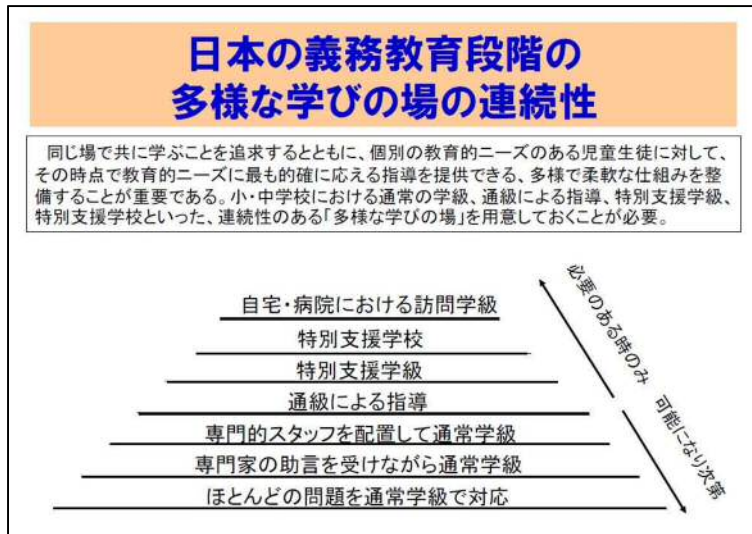 日本の義務教育段階の
多様な学びの場の連続性
同じ場で共に学ぶことを追求するとともに、個別の教育的ニーズのある児童生徒に対して、
その時点で教育的ニーズに最も的確に応える指導を提供できる、多様で柔軟な仕組みを整
備することが重要である。小・中学校における通常の学級、通級による指導、特別支援学級、
特別支援学校といった、連続性のある「多様な学びの場」を用意しておくことが必要。
自宅・病院における訪問学級
特別支援学校
特別支援学級
通級による指導
専門的スタッフを配置して通常学級
専門家の助言を受けながら通常学級
ほとんどの問題を通常学級で対応
必要のある時のみ
可能になり次第